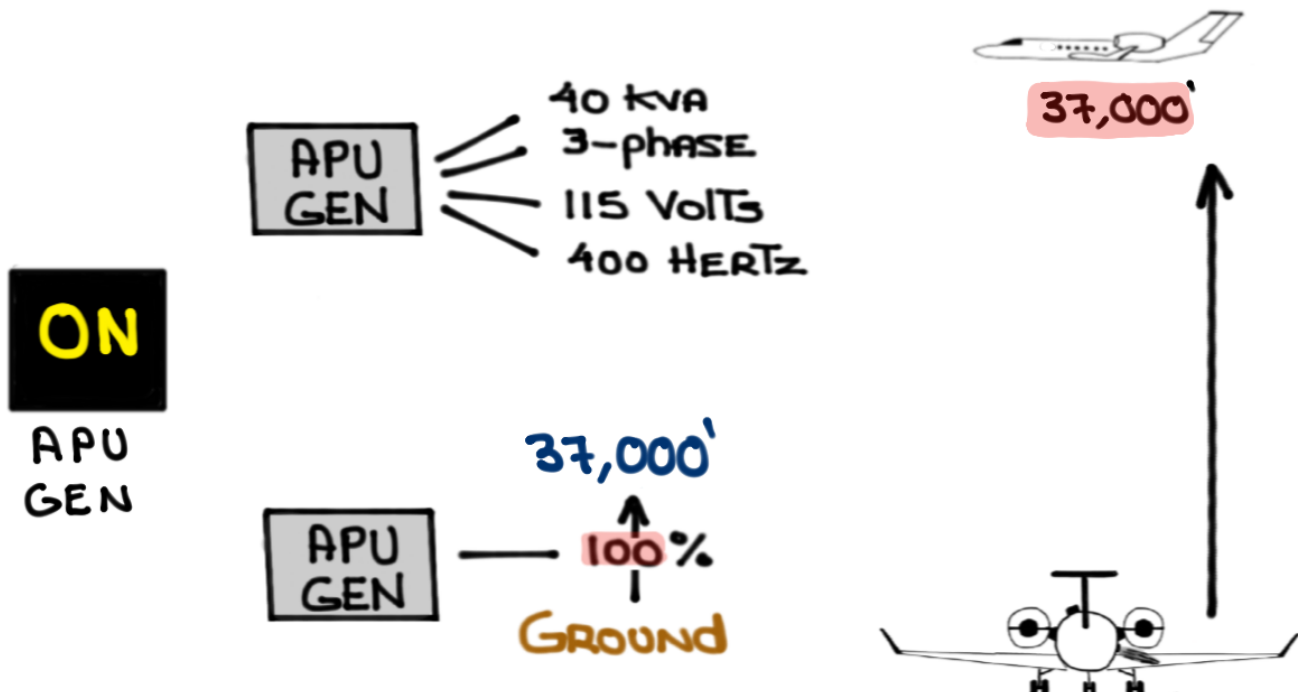 ON
APU
GEN
APU
GEN
40 KVA
3-phASE
115 VolTs
400 HERTz
37,000'
37,000'
APU
GEN
100%
GROUND